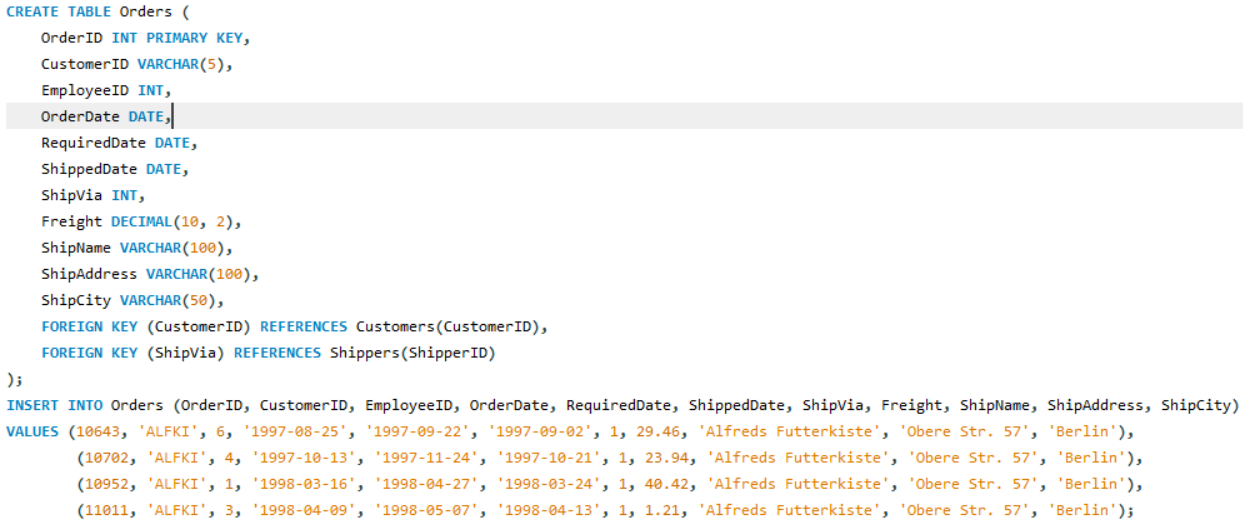 CREATE TABLE Orders (
    OrderID INT PRIMARY KEY,
    CustomerID VARCHAR(5),
    EmployeeID INT,
    OrderDate DATE,
    RequiredDate DATE,
    ShippedDate DATE,
    ShipVia INT,
    Freight DECIMAL(10, 2),
    ShipName VARCHAR(100),
    ShipAddress VARCHAR(100),
    ShipCity VARCHAR(50),
    FOREIGN KEY (CustomerID) REFERENCES Customers(CustomerID),
    FOREIGN KEY (ShipVia) REFERENCES Shippers(ShipperID)
);
INSERT INTO Orders (OrderID, CustomerID, EmployeeID, OrderDate, RequiredDate, ShippedDate, ShipVia, Freight, ShipName, ShipAddress, ShipCity)
VALUES (10643, 'ALFKI', 6, '1997-08-25', '1997-09-22', '1997-09-02', 1, 29.46, 'Alfreds Futterkiste', 'Obere Str. 57', 'Berlin'),
       (10702, 'ALFKI', 4, '1997-10-13', '1997-11-24', '1997-10-21', 1, 23.94, 'Alfreds Futterkiste', 'Obere Str. 57', 'Berlin'),
       (10952, 'ALFKI', 1, '1998-03-16', '1998-04-27', '1998-03-24', 1, 40.42, 'Alfreds Futterkiste', 'Obere Str. 57', 'Berlin'),
       (11011, 'ALFKI', 3, '1998-04-09', '1998-05-07', '1998-04-13', 1, 1.21, 'Alfreds Futterkiste', 'Obere Str. 57', 'Berlin');